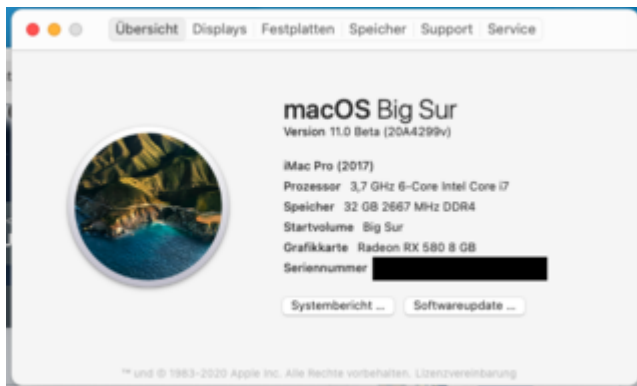 Übersicht Displays Festplatten Speicher Support Service
macOS Big Sur
Version 11.0 Beta (20A4299v)
iMac Pro (2017)
Prozessor 3,7 GHz 6-Core Intel Core i7
Speicher 32 GB 2667 MHz DDR4
Startvolume Big Sur
Grafikkarte Radeon RX 580 8 GB
Seriennummer
Systembericht ... Softwareupdate ...
™ und © 1983-2020 Apple Inc. Alle Rechte vorbehalten. Lizenzvereinbarung